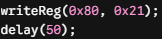 writeReg(0x80, 0x21);
delay(50);